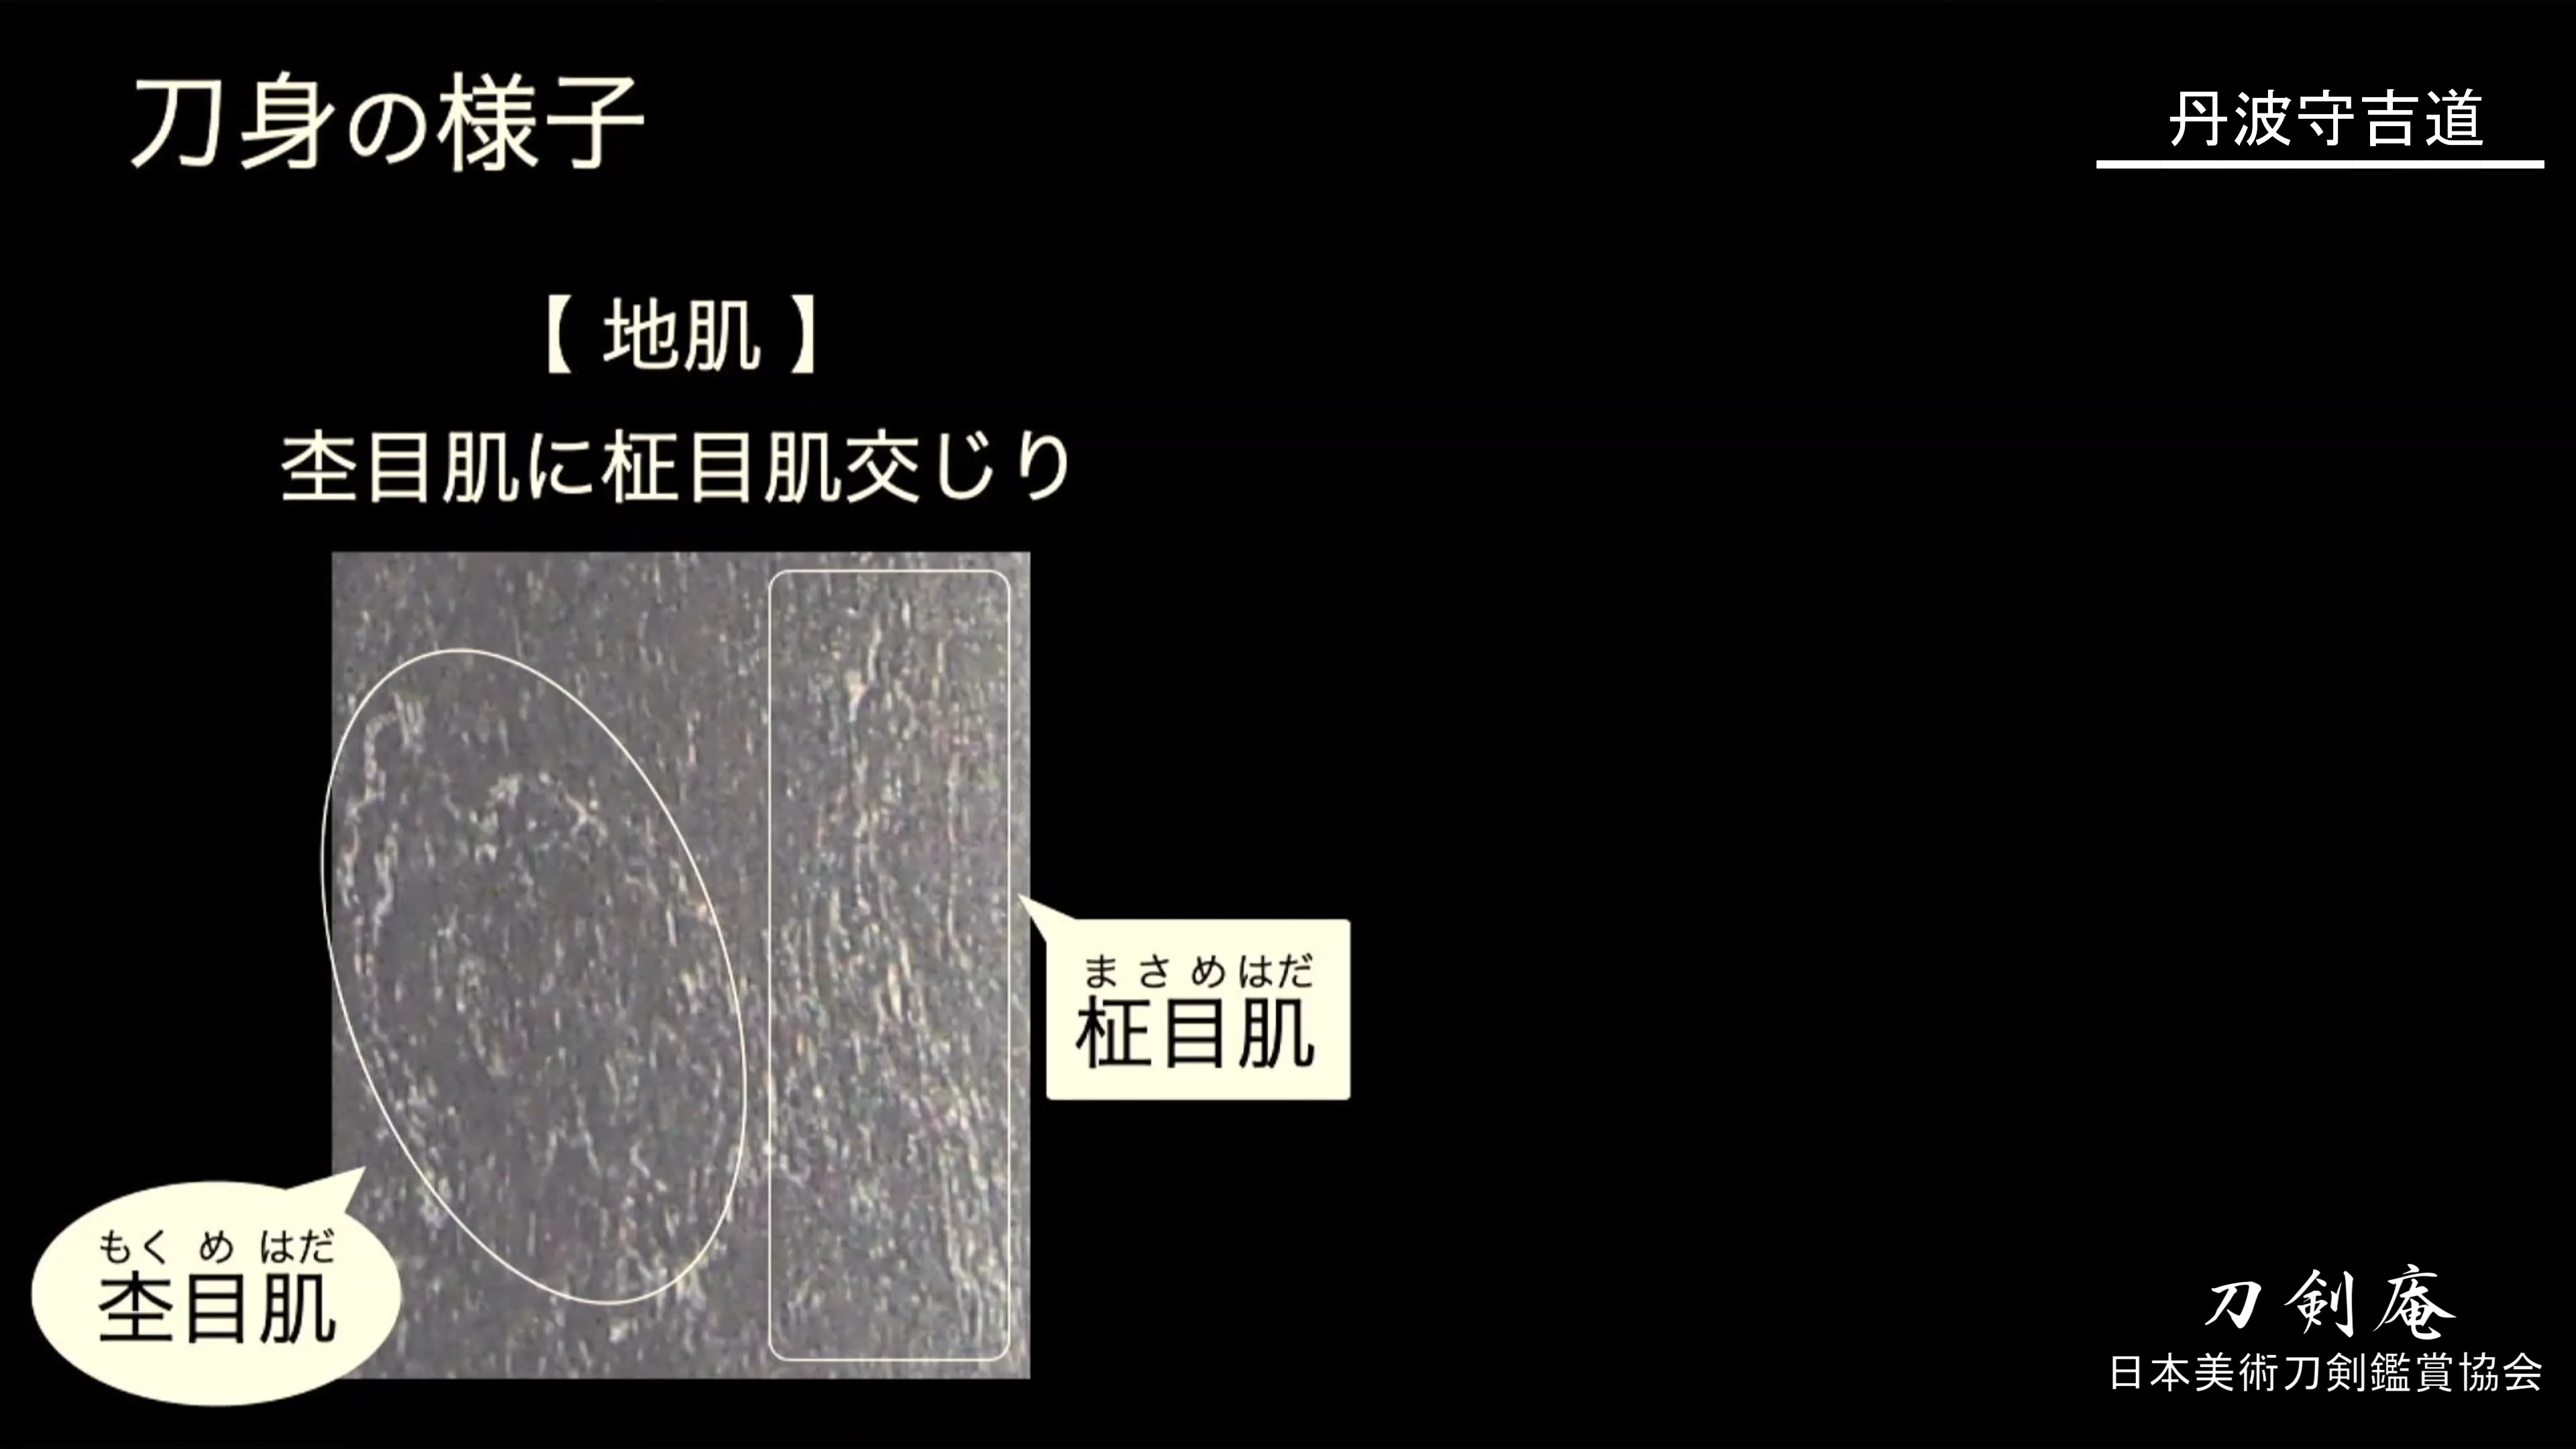 刀身の様子
丹波守吉道
【 地肌 】
杢目肌に柾目肌交じり
まさめはだ
柾目肌
もくめはだ
杢目肌
刀剣庵
日本美術刀剣鑑賞協会